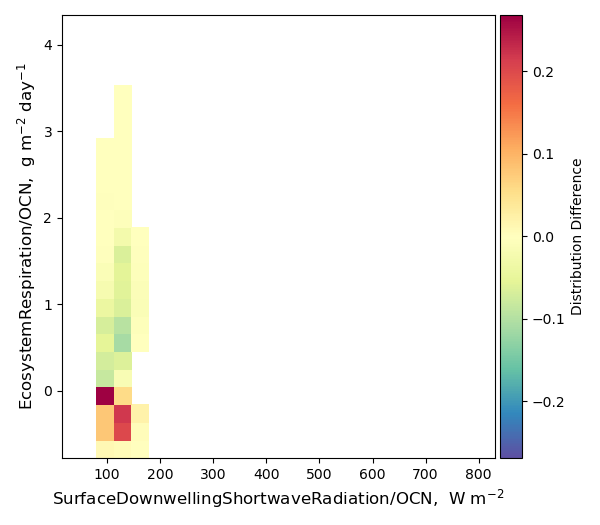 4
3
2
1
0
EcosystemRespiration/OCN,  g m⁻² day⁻¹
100 200 300 400 500 600 700 800
SurfaceDownwellingShortwaveRadiation/OCN,  W m⁻²
0.2
0.1
0.0
−0.1
−0.2
Distribution Difference